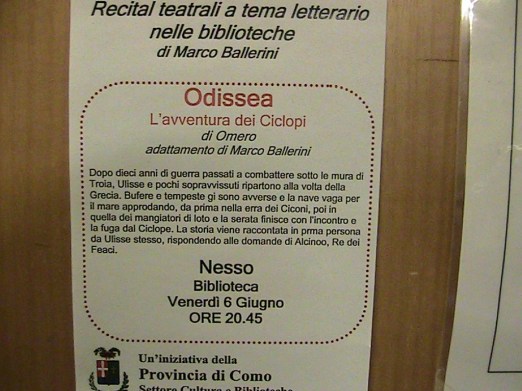 Recital teatrali a tema letterario
nelle biblioteche
di Marco Ballerini
Odissea
L'avventura dei Ciclopi
di Omero
adattamento di Marco Ballerini
Dopo dieci anni di guerra passati a combattere sotto le mura di
Troia, Ulisse e pochi sopravvissuti ripartono alla volta della
Grecia. Bufere e tempeste gi sono avverse e la nave vaga per
il mare approdando, da prima nella erra dei Ciconi, poi in
quella dei mangiatori di loto e la serata finisce con l'incontro e
la fuga dal Ciclope. La storia viene raccontata in prma persona
da Ulisse stesso, rispondendo alle domande di Alcinoo, Re dei
Feaci.
Nesso
Biblioteca
Venerdì 6 Giugno
ORE 20.45
Un'iniziativa della
Provincia di Como
Settore Cultura e Biblioteche